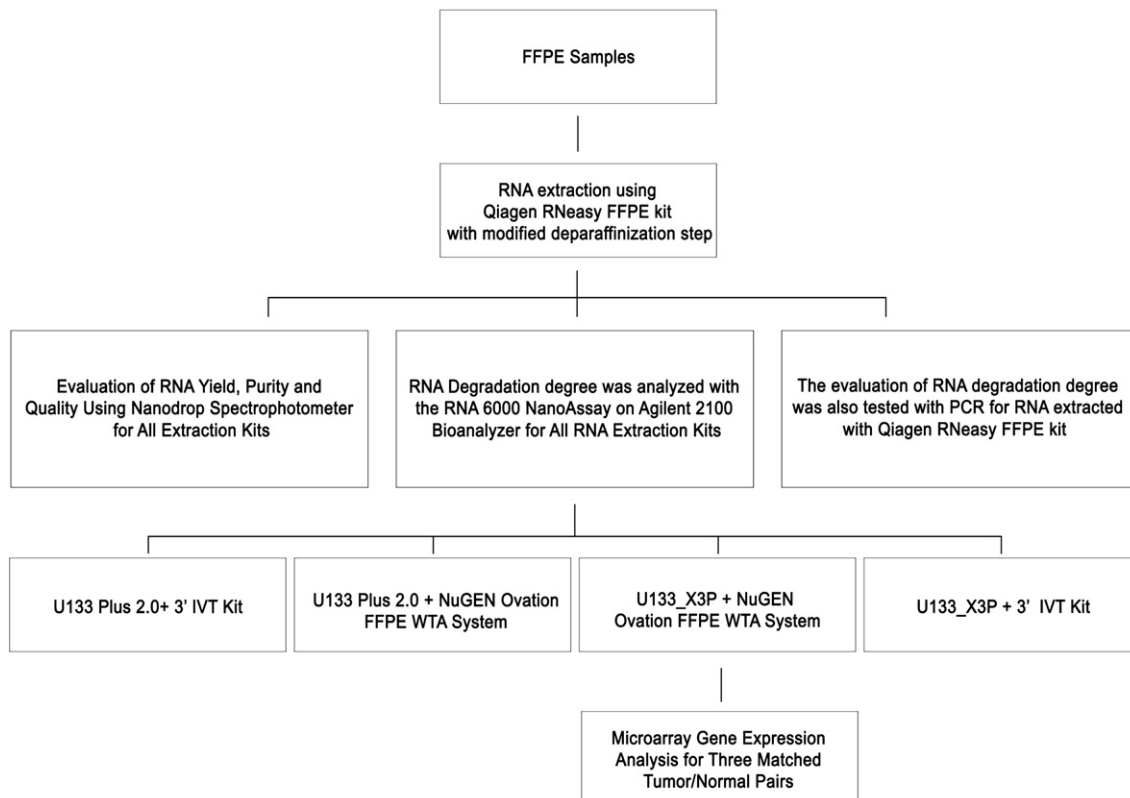 FFPE Samples
RNA extraction using
Qiagen RNeasy FFPE kit
with modified deparaffinization step
Evaluation of RNA Yield, Purity and
Quality Using Nanodrop Spectrophotometer
for All Extraction Kits
RNA Degradation degree was analyzed with
the RNA 6000 NanoAssay on Agilent 2100
Bioanalyzer for All RNA Extraction Kits
The evaluation of RNA degradation degree
was also tested with PCR for RNA extracted
with Qiagen RNeasy FFPE kit
U133 Plus 2.0+ 3' IVT Kit
U133 Plus 2.0 + NuGEN Ovation
FFPE WTA System
U133_X3P + NuGEN
Ovation FFPE WTA System
U133_X3P + 3' IVT Kit
Microarray Gene Expression
Analysis for Three Matched
Tumor/Normal Pairs